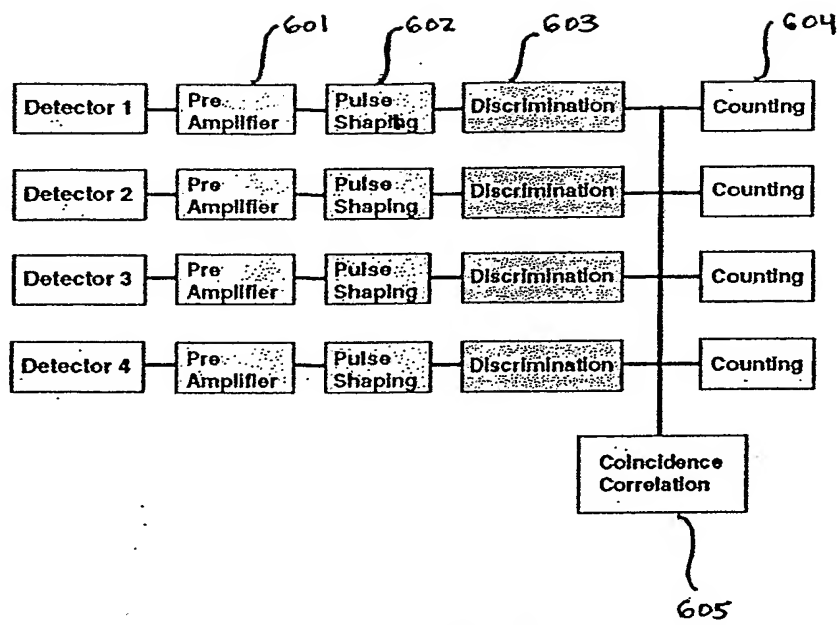 601 602 603 604
Detector 1 Pre Amplifier Pulse Shaping Discrimination Counting
Detector 2 Pre Amplifier Pulse Shaping Discrimination Counting
Detector 3 Pre Amplifier Pulse Shaping Discrimination Counting
Detector 4 Pre Amplifier Pulse Shaping Discrimination Counting
Coincidence
Correlation
605